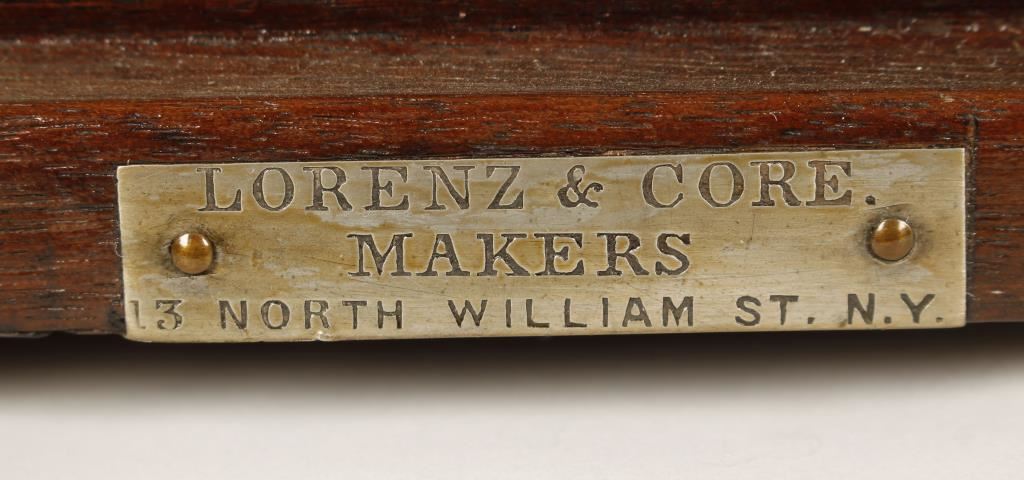 LORENZ & CORE.
MAKERS
13 NORTH WILLIAM ST. N.Y.